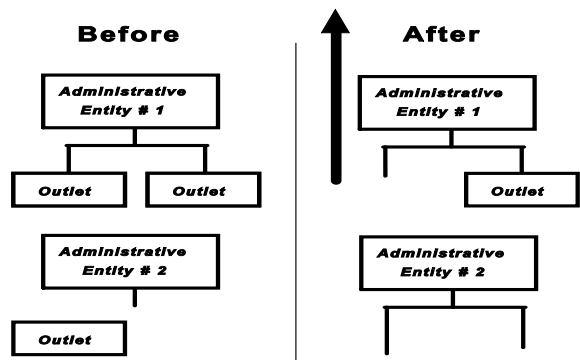 Before
Administrative
Entity # 1
Outlet
Outlet
Administrative
Entity # 2
Outlet
After
Administrative
Entity # 1
Outlet
Administrative
Entity # 2